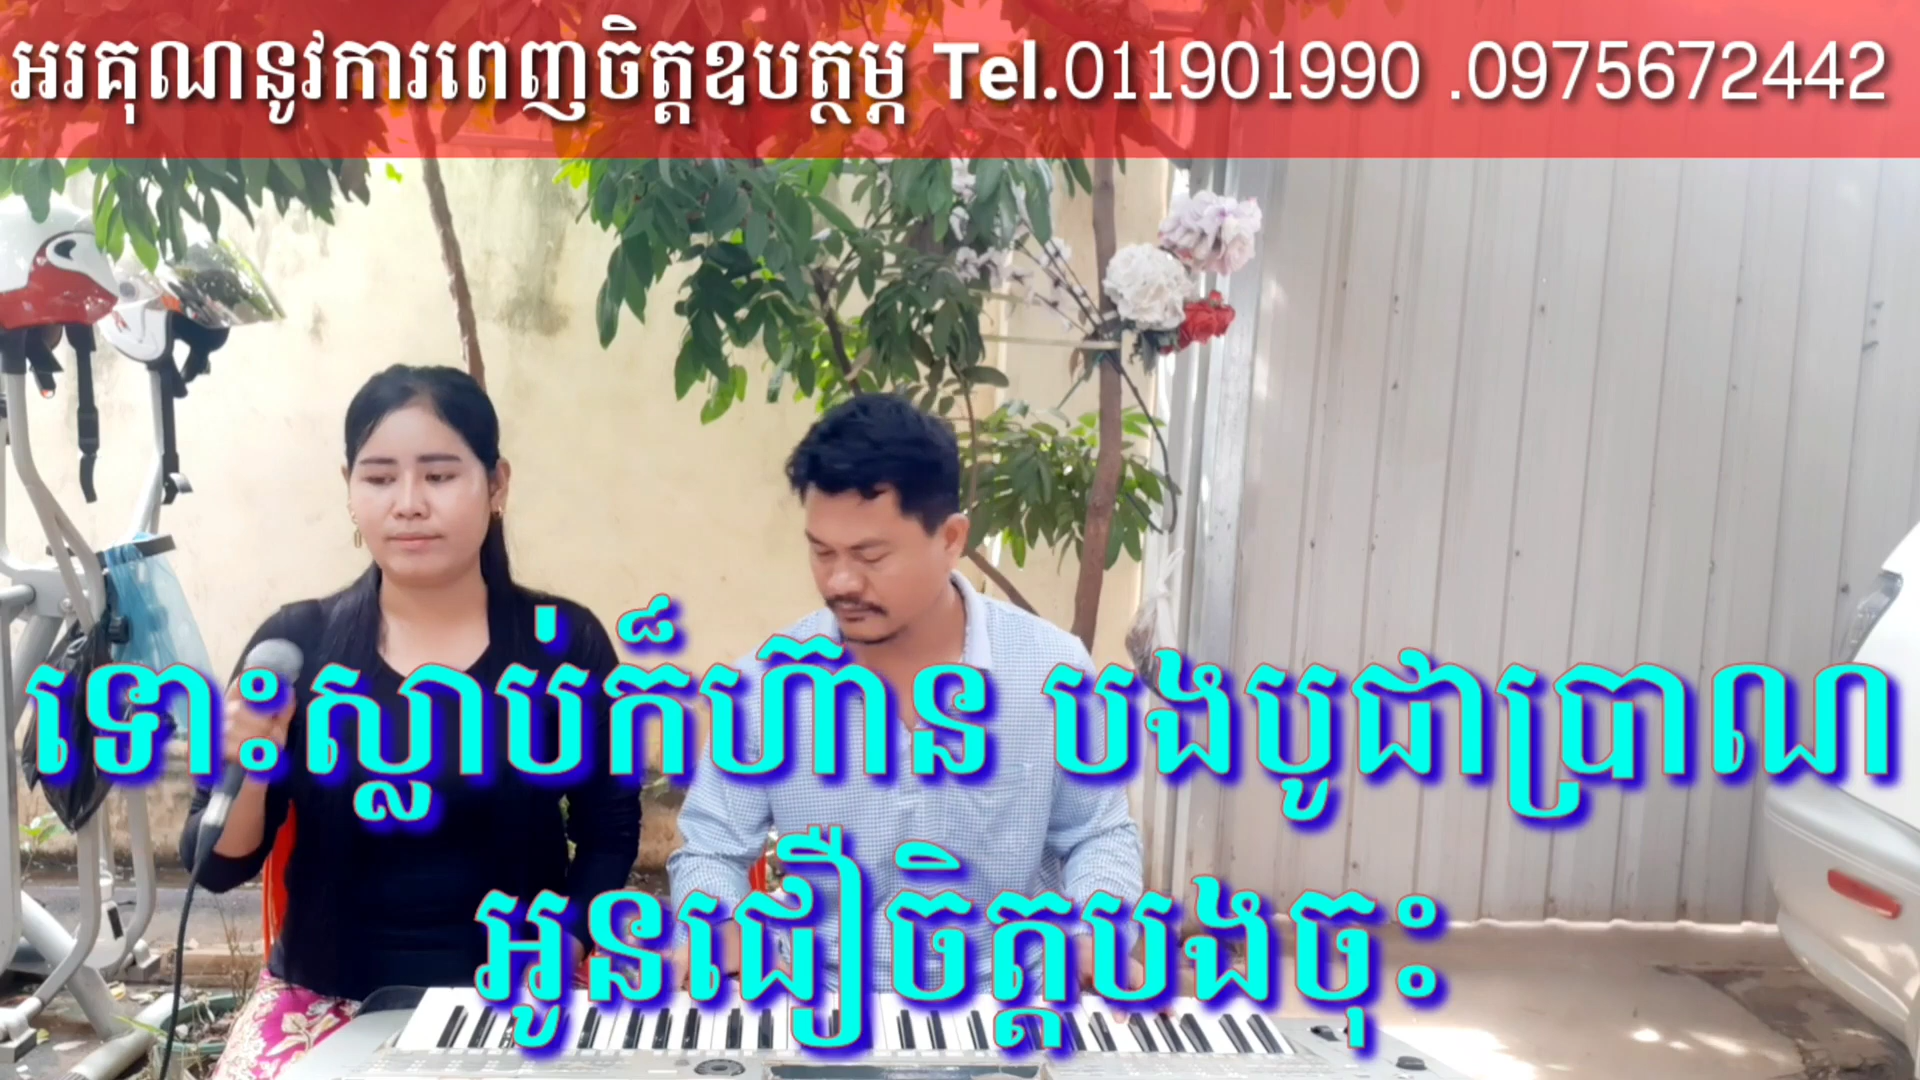 អរគុណនូវការពេញចិត្តឧបត្ថម្ភ Tel.011901990 .0975672442
ទោះស្លាប់ក៏ហ៊ាន បងបូជាប្រាណ
អូនជឿចិត្តបងចុះ